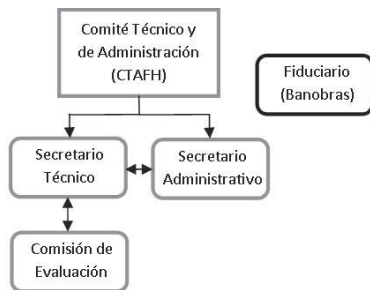 Comité Técnico y
de Administración
(CTAFH)
Fiduciario
(Banobras)
Secretario
Técnico
Secretario
Administrativo
Comisión de
Evaluación